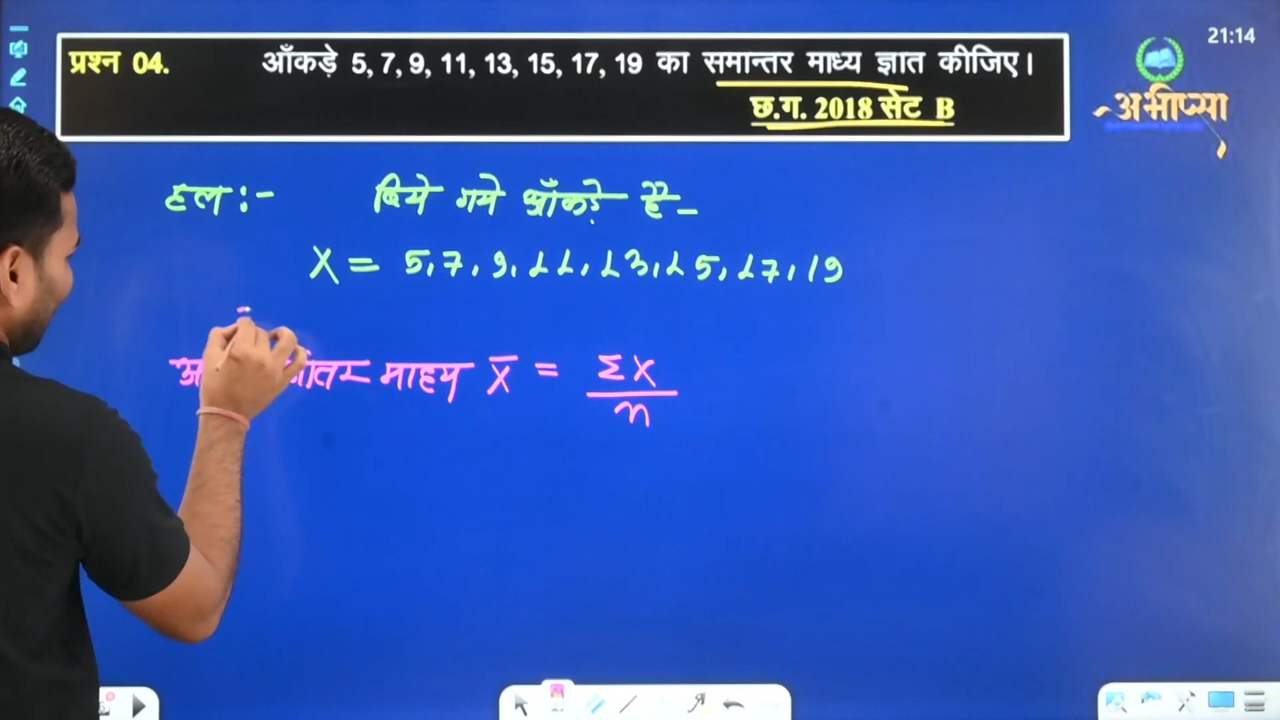 21:14
प्रश्न 04. आँकड़े 5, 7, 9, 11, 13, 15, 17, 19 का समान्तर माध्य ज्ञात कीजिए।
छ.ग. 2018 सेट B
अभीप्सा
हल :- दिये गये आँकड़े हैं -
X = 5, 7, 9, 11, 13, 15, 17, 19
माध्य X̄ = ΣX / n